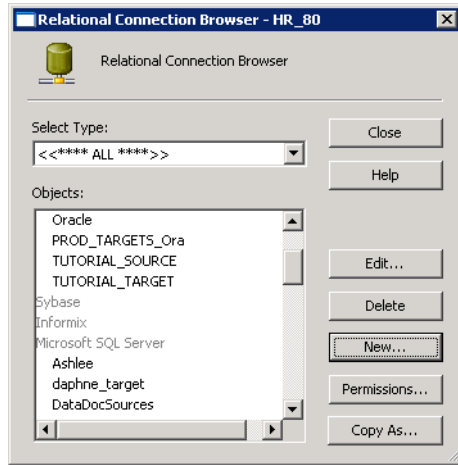 Relational Connection Browser - HR_80
Relational Connection Browser
Select Type:
<<**** ALL ****>>
Objects:
Oracle
PROD_TARGETS_Ora
TUTORIAL_SOURCE
TUTORIAL_TARGET
Sybase
Informix
Microsoft SQL Server
Ashlee
daphne_target
DataDocSources
Close
Help
Edit...
Delete
New...
Permissions...
Copy As...